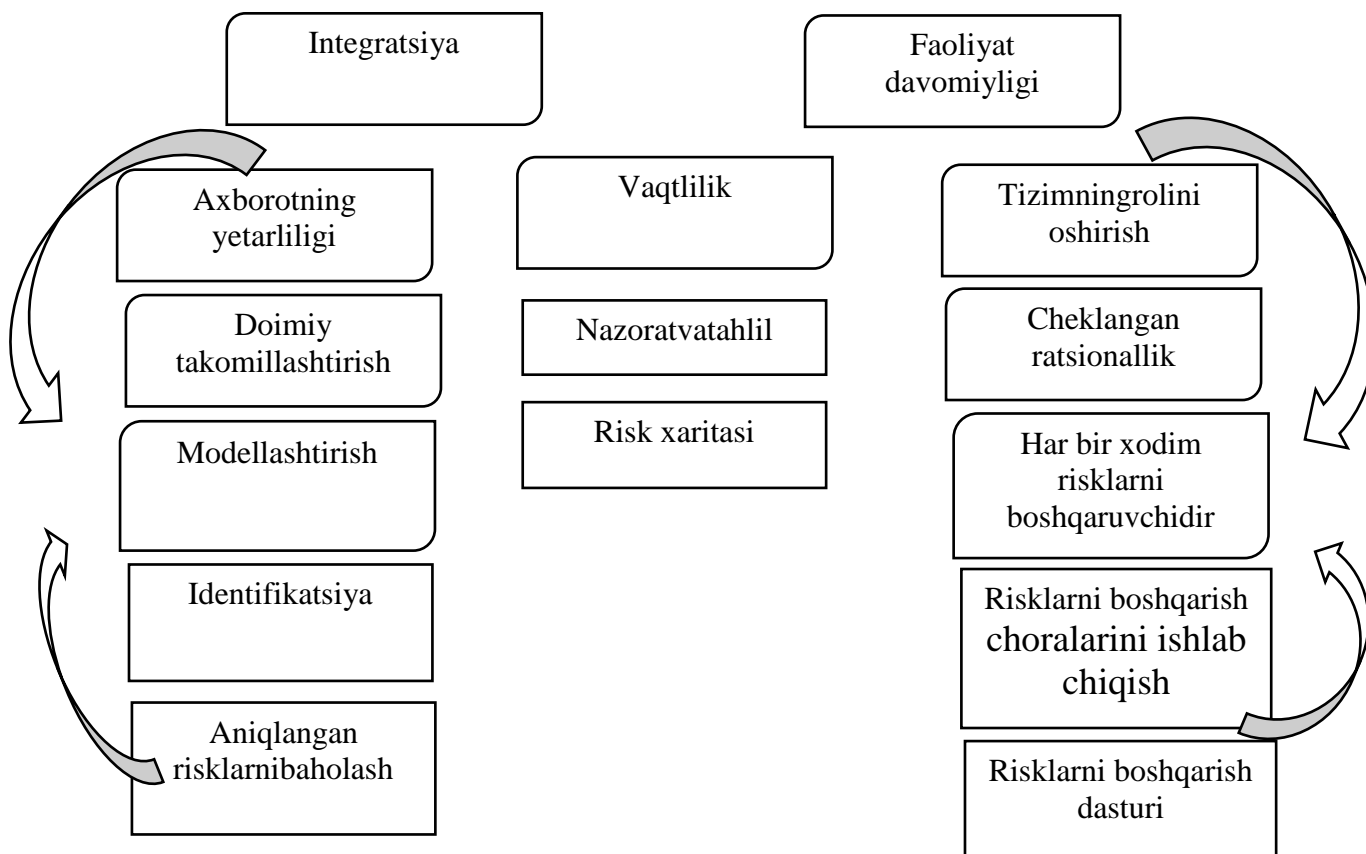 Integratsiya
Faoliyat
davomiyligi
Axborotning
yetarliligi
Vaqtlilik
Tizimningrolini
oshirish
Doimiy
takomillashtirish
Nazoratvatahlil
Cheklangan
ratsionallik
Modellashtirish
Risk xaritasi
Har bir xodim
risklarni
boshqaruvchidir
Identifikatsiya
Risklarni boshqarish
choralarini ishlab
chiqish
Aniqlangan
risklarnibaholash
Risklarni boshqarish
dasturi